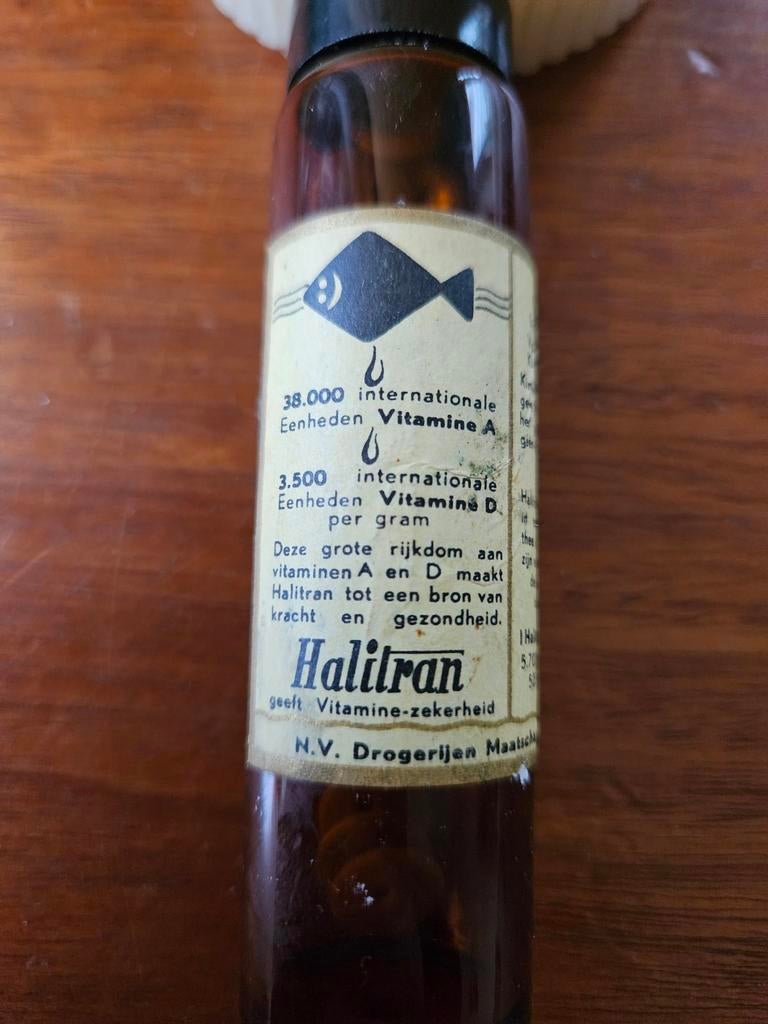 38.000 internationale
Eenheden Vitamine A
3.500 internationale
Eenheden Vitamine D
per gram
Deze grote rijkdom aan
vitaminen A en D maakt
Halitran tot een bron van
kracht en gezondheid.
Halitran
geeft Vitamine-zekerheid
N.V. Drogerijen